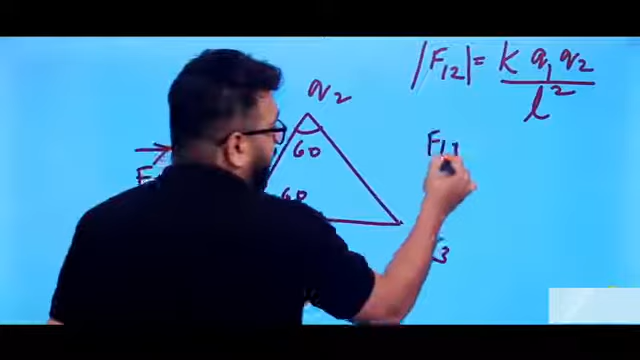 |F₁₂| = K q₁ q₂
l²
q₂
60
60
F
F₁
3